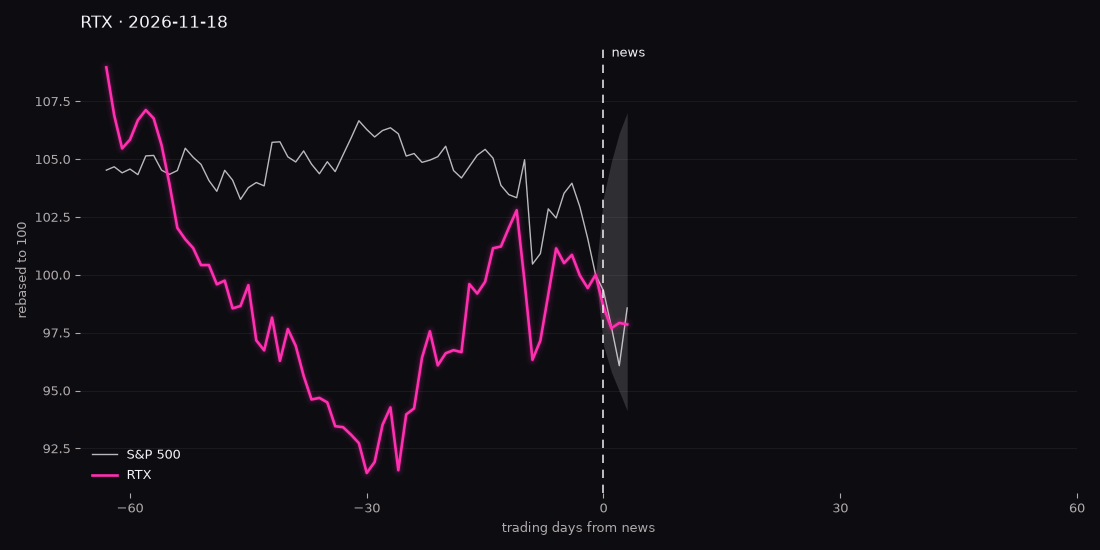 RTX · 2026-11-18
news
107.5
105.0
102.5
100.0
97.5
95.0
92.5
rebased to 100
S&P 500
RTX
−60
−30
0
30
60
trading days from news